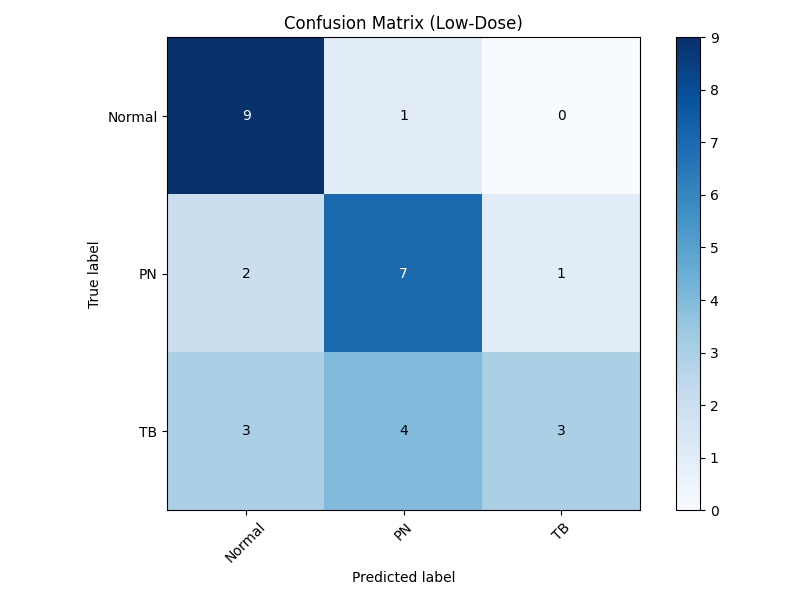 Confusion Matrix (Low-Dose)
True label
Normal
PN
TB
9 1 0
2 7 1
3 4 3
Normal PN TB
Predicted label
9
8
7
6
5
4
3
2
1
0